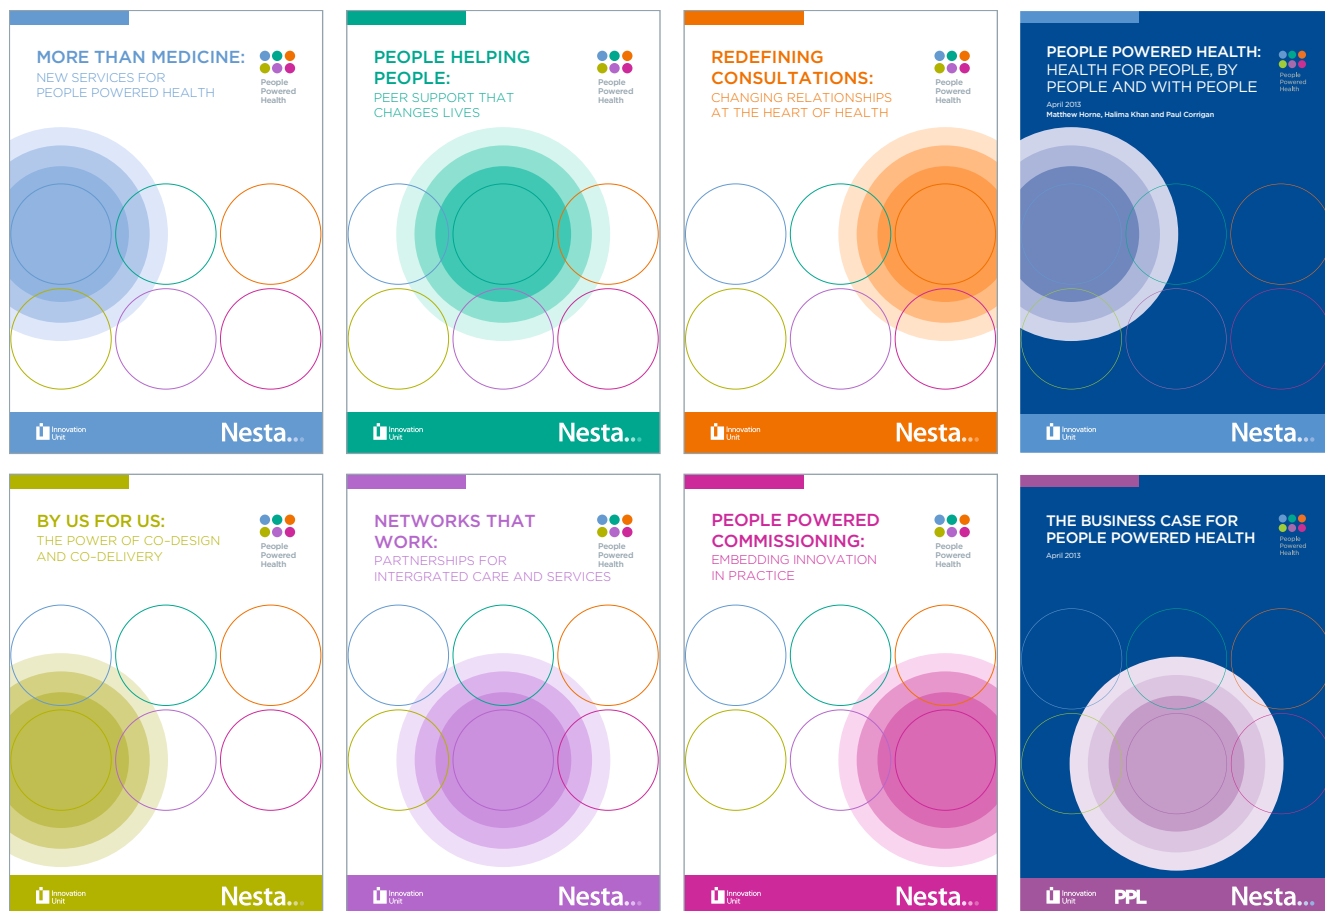 MORE THAN MEDICINE:
NEW SERVICES FOR
PEOPLE POWERED HEALTH
People
Powered
Health
Innovation
Unit
Nesta...
PEOPLE HELPING
PEOPLE:
PEER SUPPORT THAT
CHANGES LIVES
People
Powered
Health
Innovation
Unit
Nesta...
REDEFINING
CONSULTATIONS:
CHANGING RELATIONSHIPS
AT THE HEART OF HEALTH
People
Powered
Health
Innovation
Unit
Nesta...
PEOPLE POWERED HEALTH:
HEALTH FOR PEOPLE, BY
PEOPLE AND WITH PEOPLE
April 2013
Matthew Horne, Halima Khan and Paul Corrigan
People
Powered
Health
Innovation
Unit
Nesta...
BY US FOR US:
THE POWER OF CO–DESIGN
AND CO–DELIVERY
People
Powered
Health
Innovation
Unit
Nesta...
NETWORKS THAT
WORK:
PARTNERSHIPS FOR
INTERGRATED CARE AND SERVICES
People
Powered
Health
Innovation
Unit
Nesta...
PEOPLE POWERED
COMMISSIONING:
EMBEDDING INNOVATION
IN PRACTICE
People
Powered
Health
Innovation
Unit
Nesta...
THE BUSINESS CASE FOR
PEOPLE POWERED HEALTH
April 2013
People
Powered
Health
Innovation
Unit
PPL
Nesta...